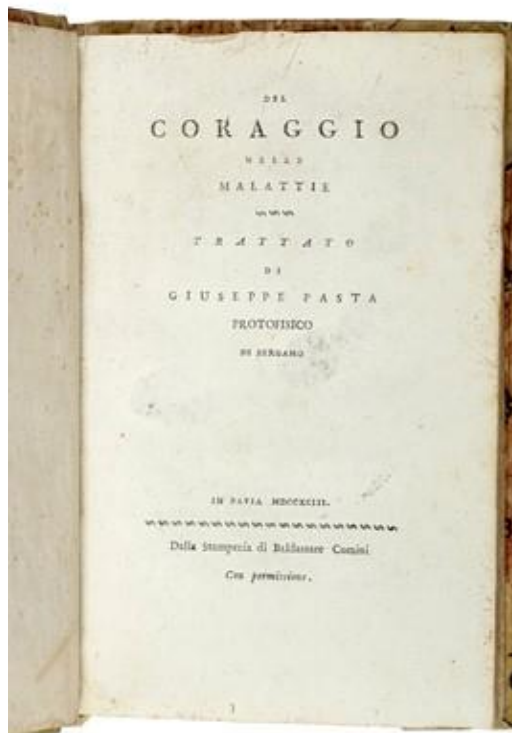 DEL
CORAGGIO
NELLE
MALATTIE
TRATTATO
DI
GIUSEPPE PASTA
PROTOFISICO
DI BERGAMO
IN PAVIA MDCCXCIII.
Dalla Stamperia di Baldassare Comini
Con permissione.